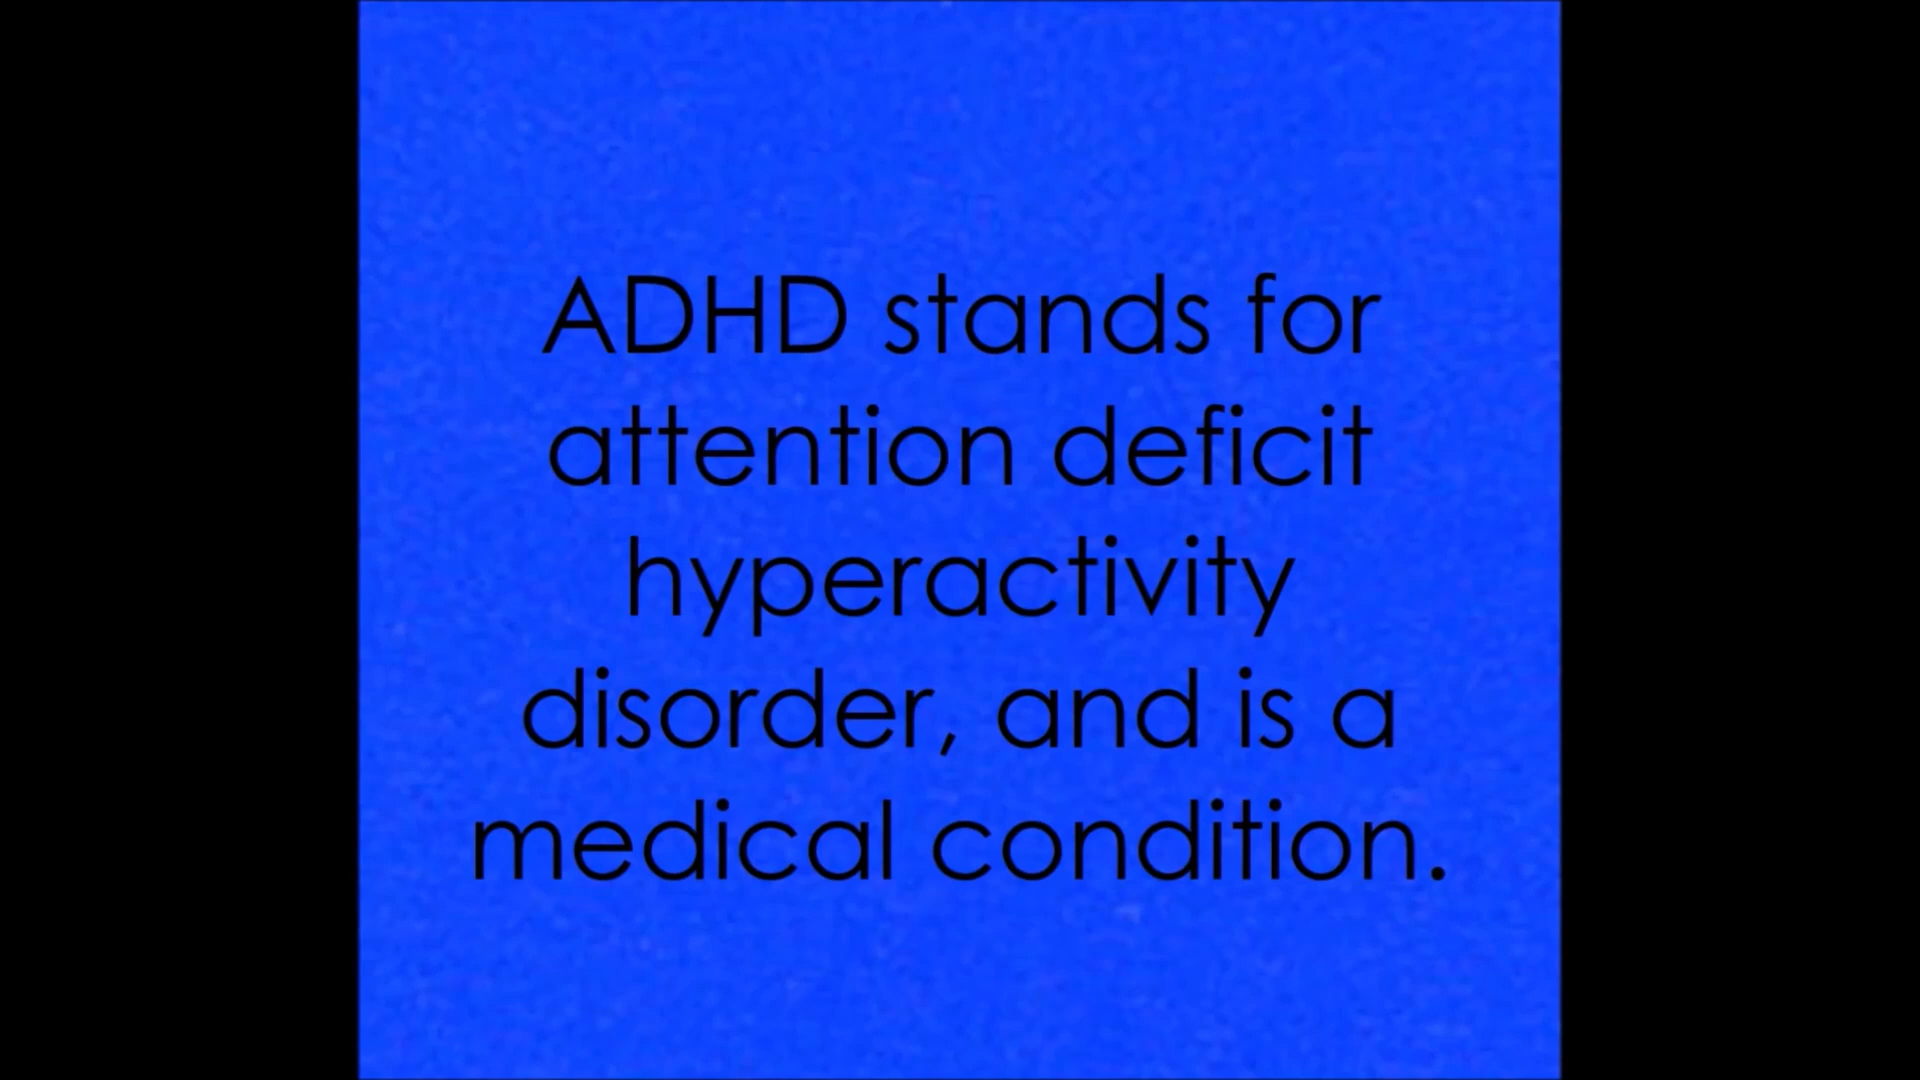 ADHD stands for
attention deficit
hyperactivity
disorder, and is a
medical condition.